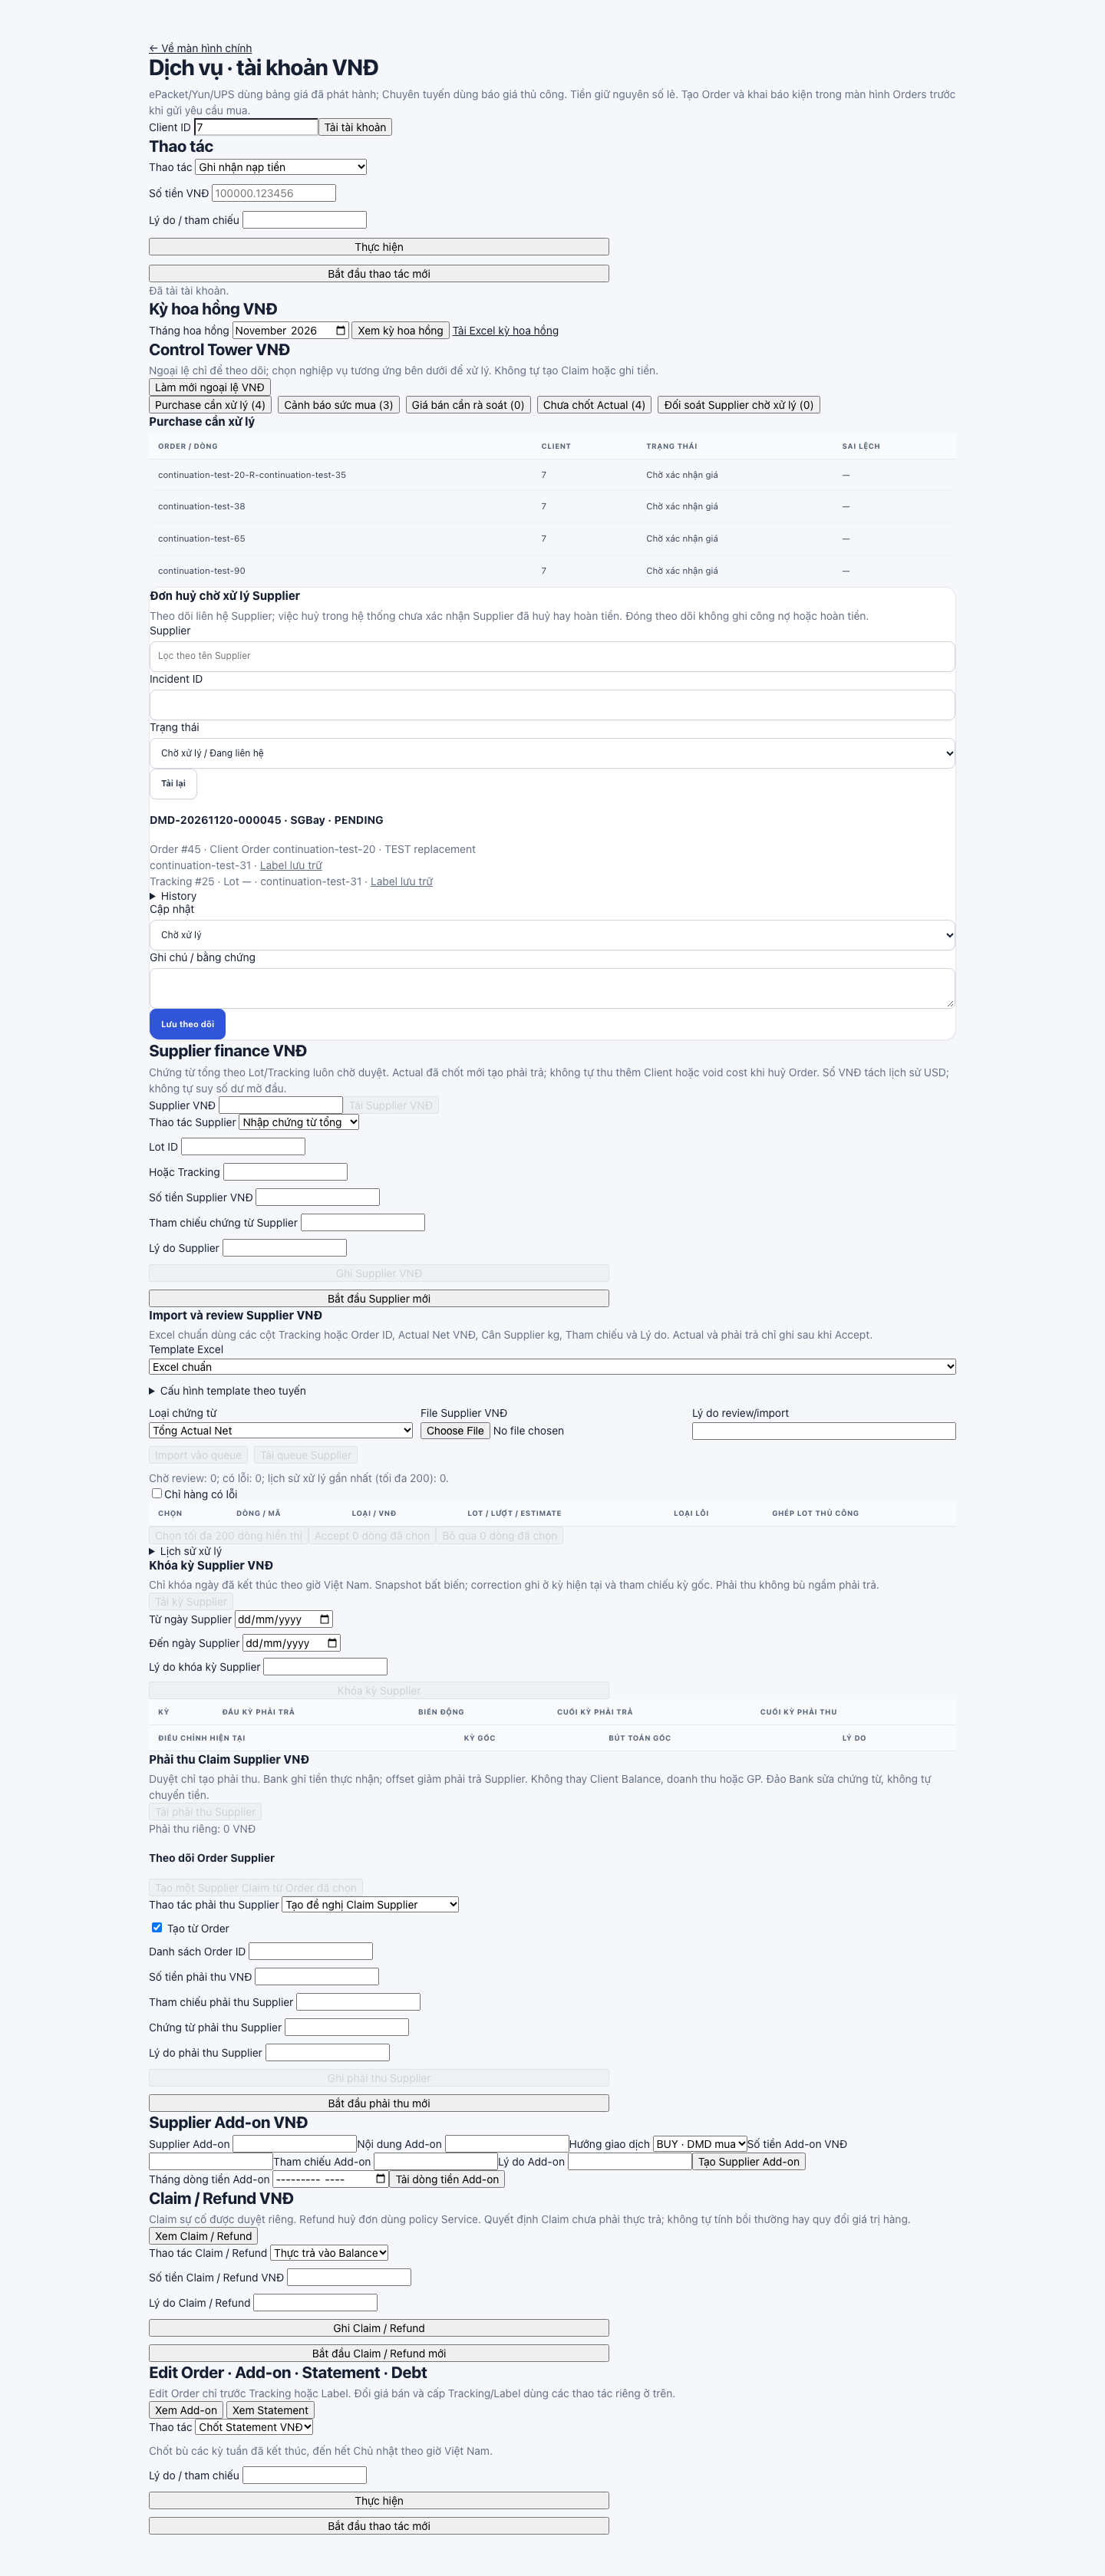 ← Về màn hình chính
Dịch vụ · tài khoản VNĐ
ePacket/Yun/UPS dùng bảng giá đã phát hành; Chuyên tuyến dùng báo giá thủ công. Tiền giữ nguyên số lẻ. Tạo Order và khai báo kiện trong màn hình Orders trước
khi gửi yêu cầu mua.
Client ID 7 Tải tài khoản
Thao tác
Thao tác Ghi nhận nạp tiền
Số tiền VNĐ 100000.123456
Lý do / tham chiếu
Thực hiện
Bắt đầu thao tác mới
Đã tải tài khoản.
Kỳ hoa hồng VNĐ
Tháng hoa hồng November 2026 Xem kỳ hoa hồng Tải Excel kỳ hoa hồng
Control Tower VNĐ
Ngoại lệ chỉ để theo dõi; chọn nghiệp vụ tương ứng bên dưới để xử lý. Không tự tạo Claim hoặc ghi tiền.
Làm mới ngoại lệ VNĐ
Purchase cần xử lý (4) Cảnh báo sức mua (3) Giá bán cần rà soát (0) Chưa chốt Actual (4) Đối soát Supplier chờ xử lý (0)
Purchase cần xử lý
ORDER / DÒNG CLIENT TRẠNG THÁI SAI LỆCH
continuation-test-20-R-continuation-test-35 7 Chờ xác nhận giá —
continuation-test-38 7 Chờ xác nhận giá —
continuation-test-65 7 Chờ xác nhận giá —
continuation-test-90 7 Chờ xác nhận giá —
Đơn huỷ chờ xử lý Supplier
Theo dõi liên hệ Supplier; việc huỷ trong hệ thống chưa xác nhận Supplier đã huỷ hay hoàn tiền. Đóng theo dõi không ghi công nợ hoặc hoàn tiền.
Supplier
Lọc theo tên Supplier
Incident ID
Trạng thái
Chờ xử lý / Đang liên hệ
Tải lại
DMD-20261120-000045 · SGBay · PENDING
Order #45 · Client Order continuation-test-20 · TEST replacement
continuation-test-31 · Label lưu trữ
Tracking #25 · Lot — · continuation-test-31 · Label lưu trữ
▶ History
Cập nhật
Chờ xử lý
Ghi chú / bằng chứng
Lưu theo dõi
Supplier finance VNĐ
Chứng từ tổng theo Lot/Tracking luôn chờ duyệt. Actual đã chốt mới tạo phải trả; không tự thu thêm Client hoặc void cost khi huỷ Order. Sổ VNĐ tách lịch sử USD;
không tự suy số dư mở đầu.
Supplier VNĐ Tải Supplier VNĐ
Thao tác Supplier Nhập chứng từ tổng
Lot ID
Hoặc Tracking
Số tiền Supplier VNĐ
Tham chiếu chứng từ Supplier
Lý do Supplier
Ghi Supplier VNĐ
Bắt đầu Supplier mới
Import và review Supplier VNĐ
Excel chuẩn dùng các cột Tracking hoặc Order ID, Actual Net VNĐ, Cân Supplier kg, Tham chiếu và Lý do. Actual và phải trả chỉ ghi sau khi Accept.
Template Excel
Excel chuẩn
▶ Cấu hình template theo tuyến
Loại chứng từ File Supplier VNĐ Lý do review/import
Tổng Actual Net Choose File No file chosen
Import vào queue Tải queue Supplier
Chờ review: 0; có lỗi: 0; lịch sử xử lý gần nhất (tối đa 200): 0.
Chỉ hàng có lỗi
CHỌN DÒNG / MÃ LOẠI / VNĐ LOT / LƯỢT / ESTIMATE LOẠI LỖI GHÉP LOT THỦ CÔNG
Chọn tối đa 200 dòng hiển thị Accept 0 dòng đã chọn Bỏ qua 0 dòng đã chọn
▶ Lịch sử xử lý
Khóa kỳ Supplier VNĐ
Chỉ khóa ngày đã kết thúc theo giờ Việt Nam. Snapshot bất biến; correction ghi ở kỳ hiện tại và tham chiếu kỳ gốc. Phải thu không bù ngầm phải trả.
Tải kỳ Supplier
Từ ngày Supplier dd/mm/yyyy
Đến ngày Supplier dd/mm/yyyy
Lý do khóa kỳ Supplier
Khóa kỳ Supplier
KỲ ĐẦU KỲ PHẢI TRẢ BIẾN ĐỘNG CUỐI KỲ PHẢI TRẢ CUỐI KỲ PHẢI THU
ĐIỀU CHỈNH HIỆN TẠI KỲ GỐC BÚT TOÁN GỐC LÝ DO
Phải thu Claim Supplier VNĐ
Duyệt chỉ tạo phải thu. Bank ghi tiền thực nhận; offset giảm phải trả Supplier. Không thay Client Balance, doanh thu hoặc GP. Đảo Bank sửa chứng từ, không tự
chuyển tiền.
Tải phải thu Supplier
Phải thu riêng: 0 VNĐ
Theo dõi Order Supplier
Tạo một Supplier Claim từ Order đã chọn
Thao tác phải thu Supplier Tạo đề nghị Claim Supplier
Tạo từ Order
Danh sách Order ID
Số tiền phải thu VNĐ
Tham chiếu phải thu Supplier
Chứng từ phải thu Supplier
Lý do phải thu Supplier
Ghi phải thu Supplier
Bắt đầu phải thu mới
Supplier Add-on VNĐ
Supplier Add-on Nội dung Add-on Hướng giao dịch BUY · DMD mua Số tiền Add-on VNĐ
Tham chiếu Add-on Lý do Add-on Tạo Supplier Add-on
Tháng dòng tiền Add-on --------- ---- Tải dòng tiền Add-on
Claim / Refund VNĐ
Claim sự cố được duyệt riêng. Refund huỷ đơn dùng policy Service. Quyết định Claim chưa phải thực trả; không tự tính bồi thường hay quy đổi giá trị hàng.
Xem Claim / Refund
Thao tác Claim / Refund Thực trả vào Balance
Số tiền Claim / Refund VNĐ
Lý do Claim / Refund
Ghi Claim / Refund
Bắt đầu Claim / Refund mới
Edit Order · Add-on · Statement · Debt
Edit Order chỉ trước Tracking hoặc Label. Đổi giá bán và cấp Tracking/Label dùng các thao tác riêng ở trên.
Xem Add-on Xem Statement
Thao tác Chốt Statement VNĐ
Chốt bù các kỳ tuần đã kết thúc, đến hết Chủ nhật theo giờ Việt Nam.
Lý do / tham chiếu
Thực hiện
Bắt đầu thao tác mới